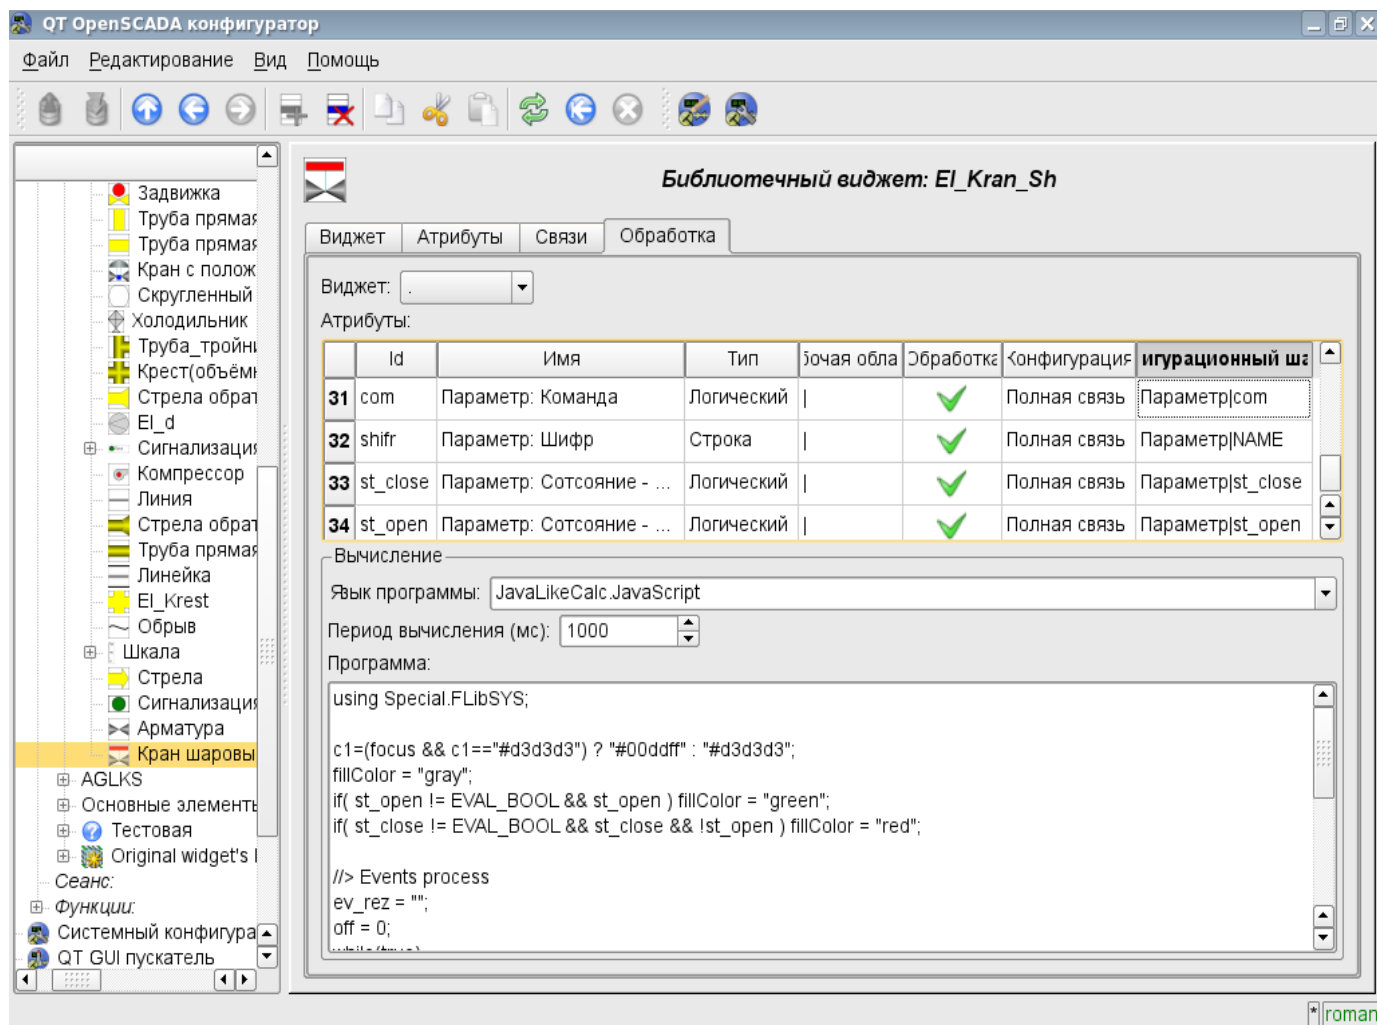 QT OpenSCADA конфигуратор
Файл Редактирование Вид Помощь
Задвижка
Труба прямая
Труба прямая
Кран с полож
Скругленный
Холодильник
Труба_тройни
Крест(объёмн
Стрела обрат
El_d
Сигнализация
Компрессор
Линия
Стрела обрат
Труба прямая
Линейка
El_Krest
Обрыв
Шкала
Стрела
Сигнализация
Арматура
Кран шаровы
AGLKS
Основные элементы
Тестовая
Original widget's l
Сеанс:
Функции:
Системный конфигура
QT GUI пускатель
Библиотечный виджет: El_Kran_Sh
Виджет Атрибуты Связи Обработка
Виджет: .
Атрибуты:
Id Имя Тип бочая обла Обработка Конфигурация игурационный ша
31 com Параметр: Команда Логический | Полная связь Параметр|com
32 shifr Параметр: Шифр Строка | Полная связь Параметр|NAME
33 st_close Параметр: Сотсояние - ... Логический | Полная связь Параметр|st_close
34 st_open Параметр: Сотсояние - ... Логический | Полная связь Параметр|st_open
Вычисление
Язык программы: JavaLikeCalc.JavaScript
Период вычисления (мс): 1000
Программа:
using Special.FLibSYS;
c1=(focus && c1=="#d3d3d3") ? "#00ddff" : "#d3d3d3";
fillColor = "gray";
if( st_open != EVAL_BOOL && st_open ) fillColor = "green";
if( st_close != EVAL_BOOL && st_close && !st_open ) fillColor = "red";
//> Events process
ev_rez = "";
off = 0;
while(true)
* roman